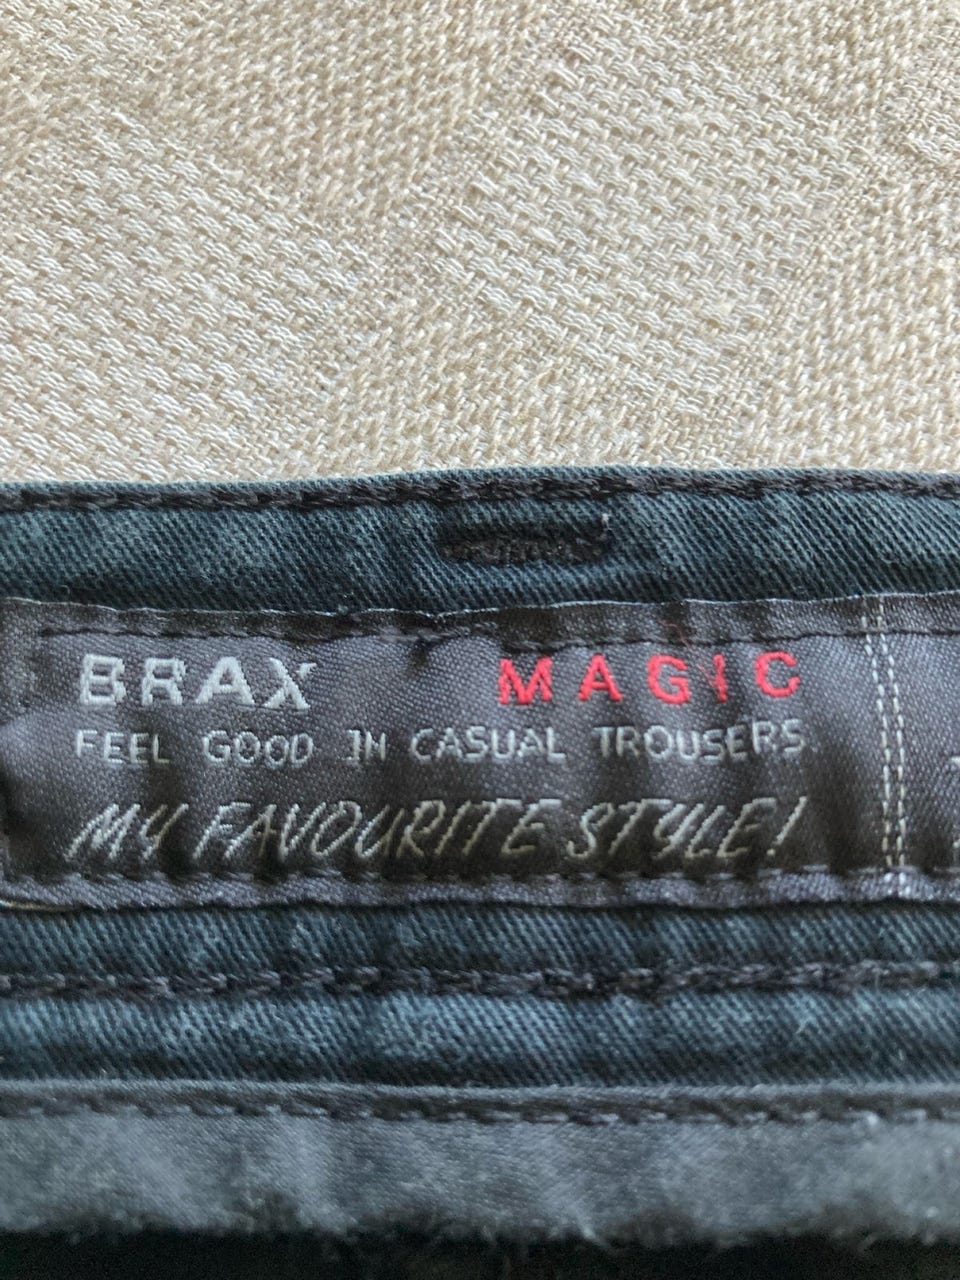 BRAX MAGIC
FEEL GOOD IN CASUAL TROUSERS
MY FAVOURITE STYLE!